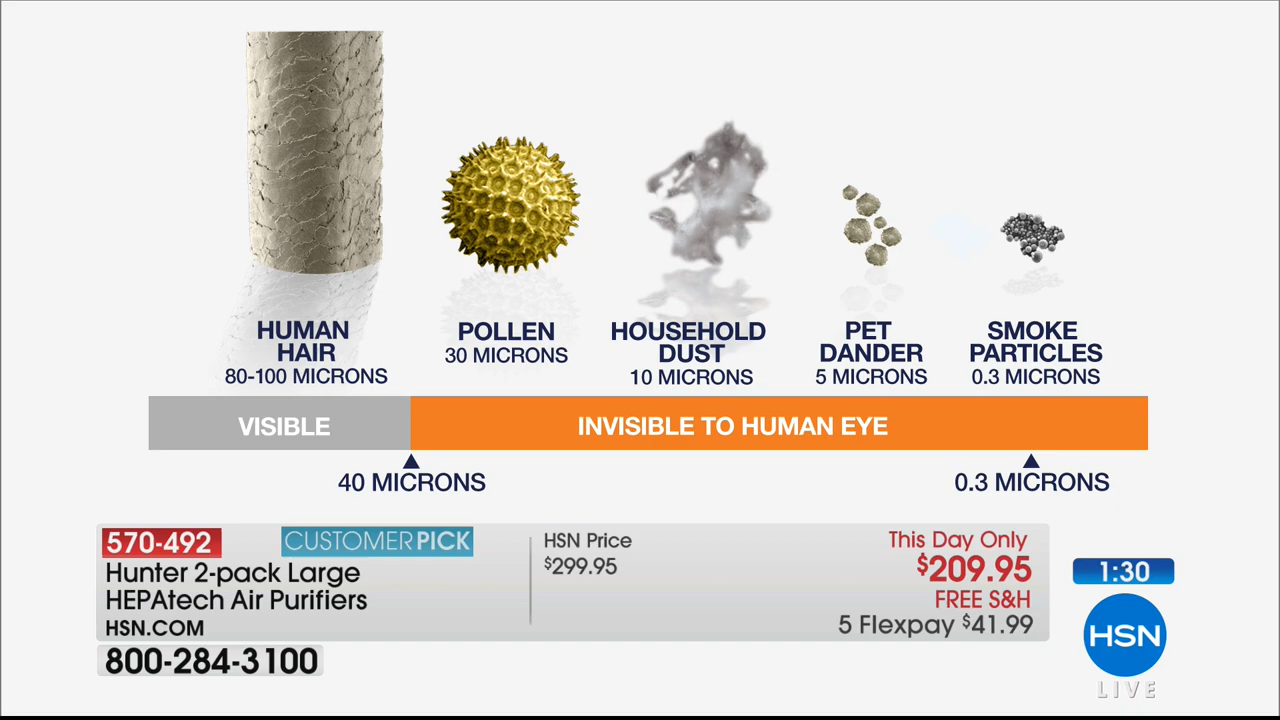 HUMAN HAIR
80-100 MICRONS
POLLEN
30 MICRONS
HOUSEHOLD DUST
10 MICRONS
PET DANDER
5 MICRONS
SMOKE PARTICLES
0.3 MICRONS
VISIBLE
INVISIBLE TO HUMAN EYE
40 MICRONS
0.3 MICRONS
570-492
CUSTOMERPICK
Hunter 2-pack Large
HEPAtech Air Purifiers
HSN.COM
800-284-3100
HSN Price
$299.95
This Day Only
$209.95
FREE S&H
5 Flexpay $41.99
1:30
HSN
LIVE